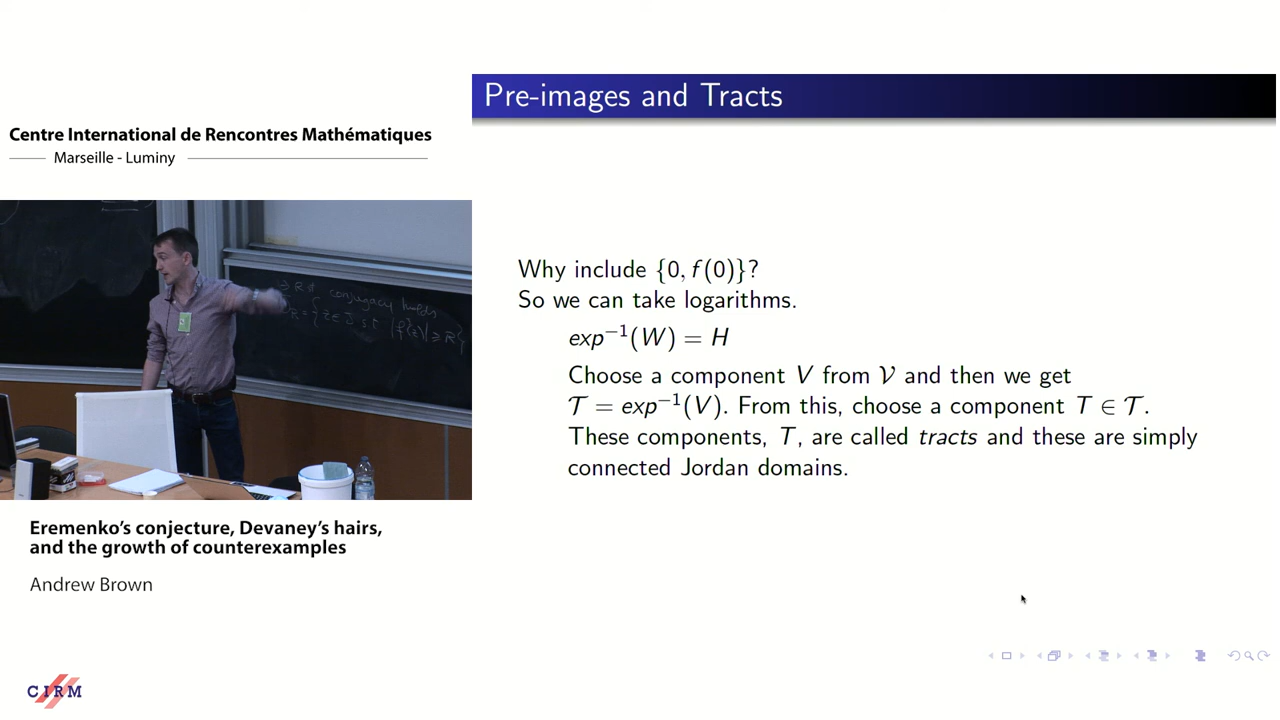 Pre-images and Tracts
Centre International de Rencontres Mathématiques
Marseille - Luminy
Why include {0, f(0)}?
So we can take logarithms.
exp⁻¹(W) = H
Choose a component V from 𝒱 and then we get
𝒯 = exp⁻¹(V). From this, choose a component T ∈ 𝒯.
These components, T, are called tracts and these are simply
connected Jordan domains.
conjugacy holds
Eremenko's conjecture, Devaney's hairs,
and the growth of counterexamples
Andrew Brown
CIRM